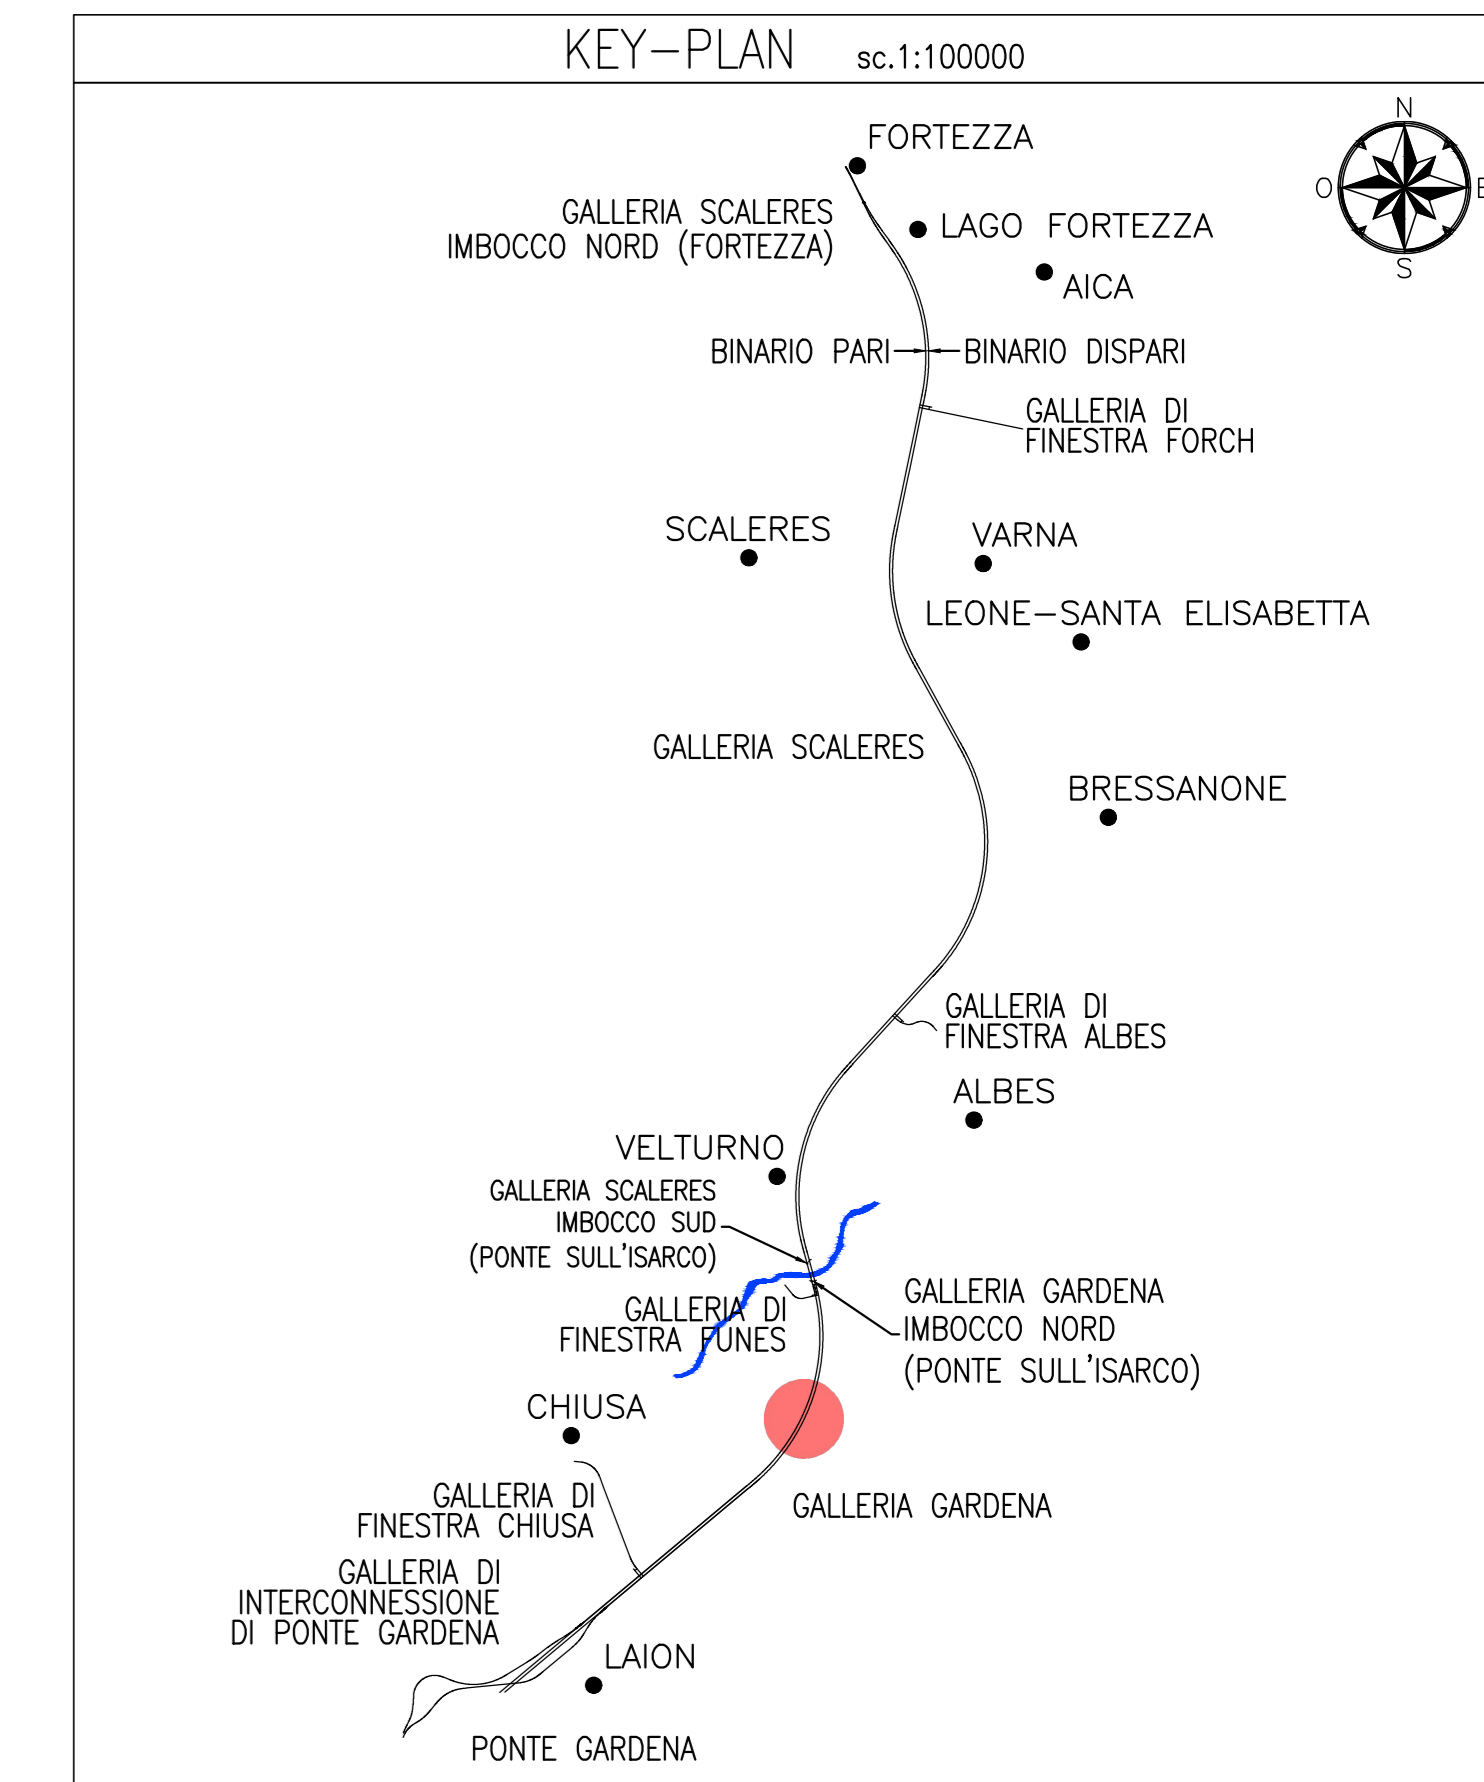 KEY-PLAN sc.1:100000
N
O
E
S
FORTEZZA
GALLERIA SCALERES
IMBOCCO NORD (FORTEZZA)
LAGO FORTEZZA
AICA
BINARIO PARI
BINARIO DISPARI
GALLERIA DI
FINESTRA FORCH
SCALERES
VARNA
LEONE-SANTA ELISABETTA
GALLERIA SCALERES
BRESSANONE
GALLERIA DI
FINESTRA ALBES
ALBES
VELTURNO
GALLERIA SCALERES
IMBOCCO SUD
(PONTE SULL'ISARCO)
GALLERIA GARDENA
IMBOCCO NORD
(PONTE SULL'ISARCO)
GALLERIA DI
FINESTRA FUNES
CHIUSA
GALLERIA DI
FINESTRA CHIUSA
GALLERIA GARDENA
GALLERIA DI
INTERCONNESSIONE
DI PONTE GARDENA
LAION
PONTE GARDENA